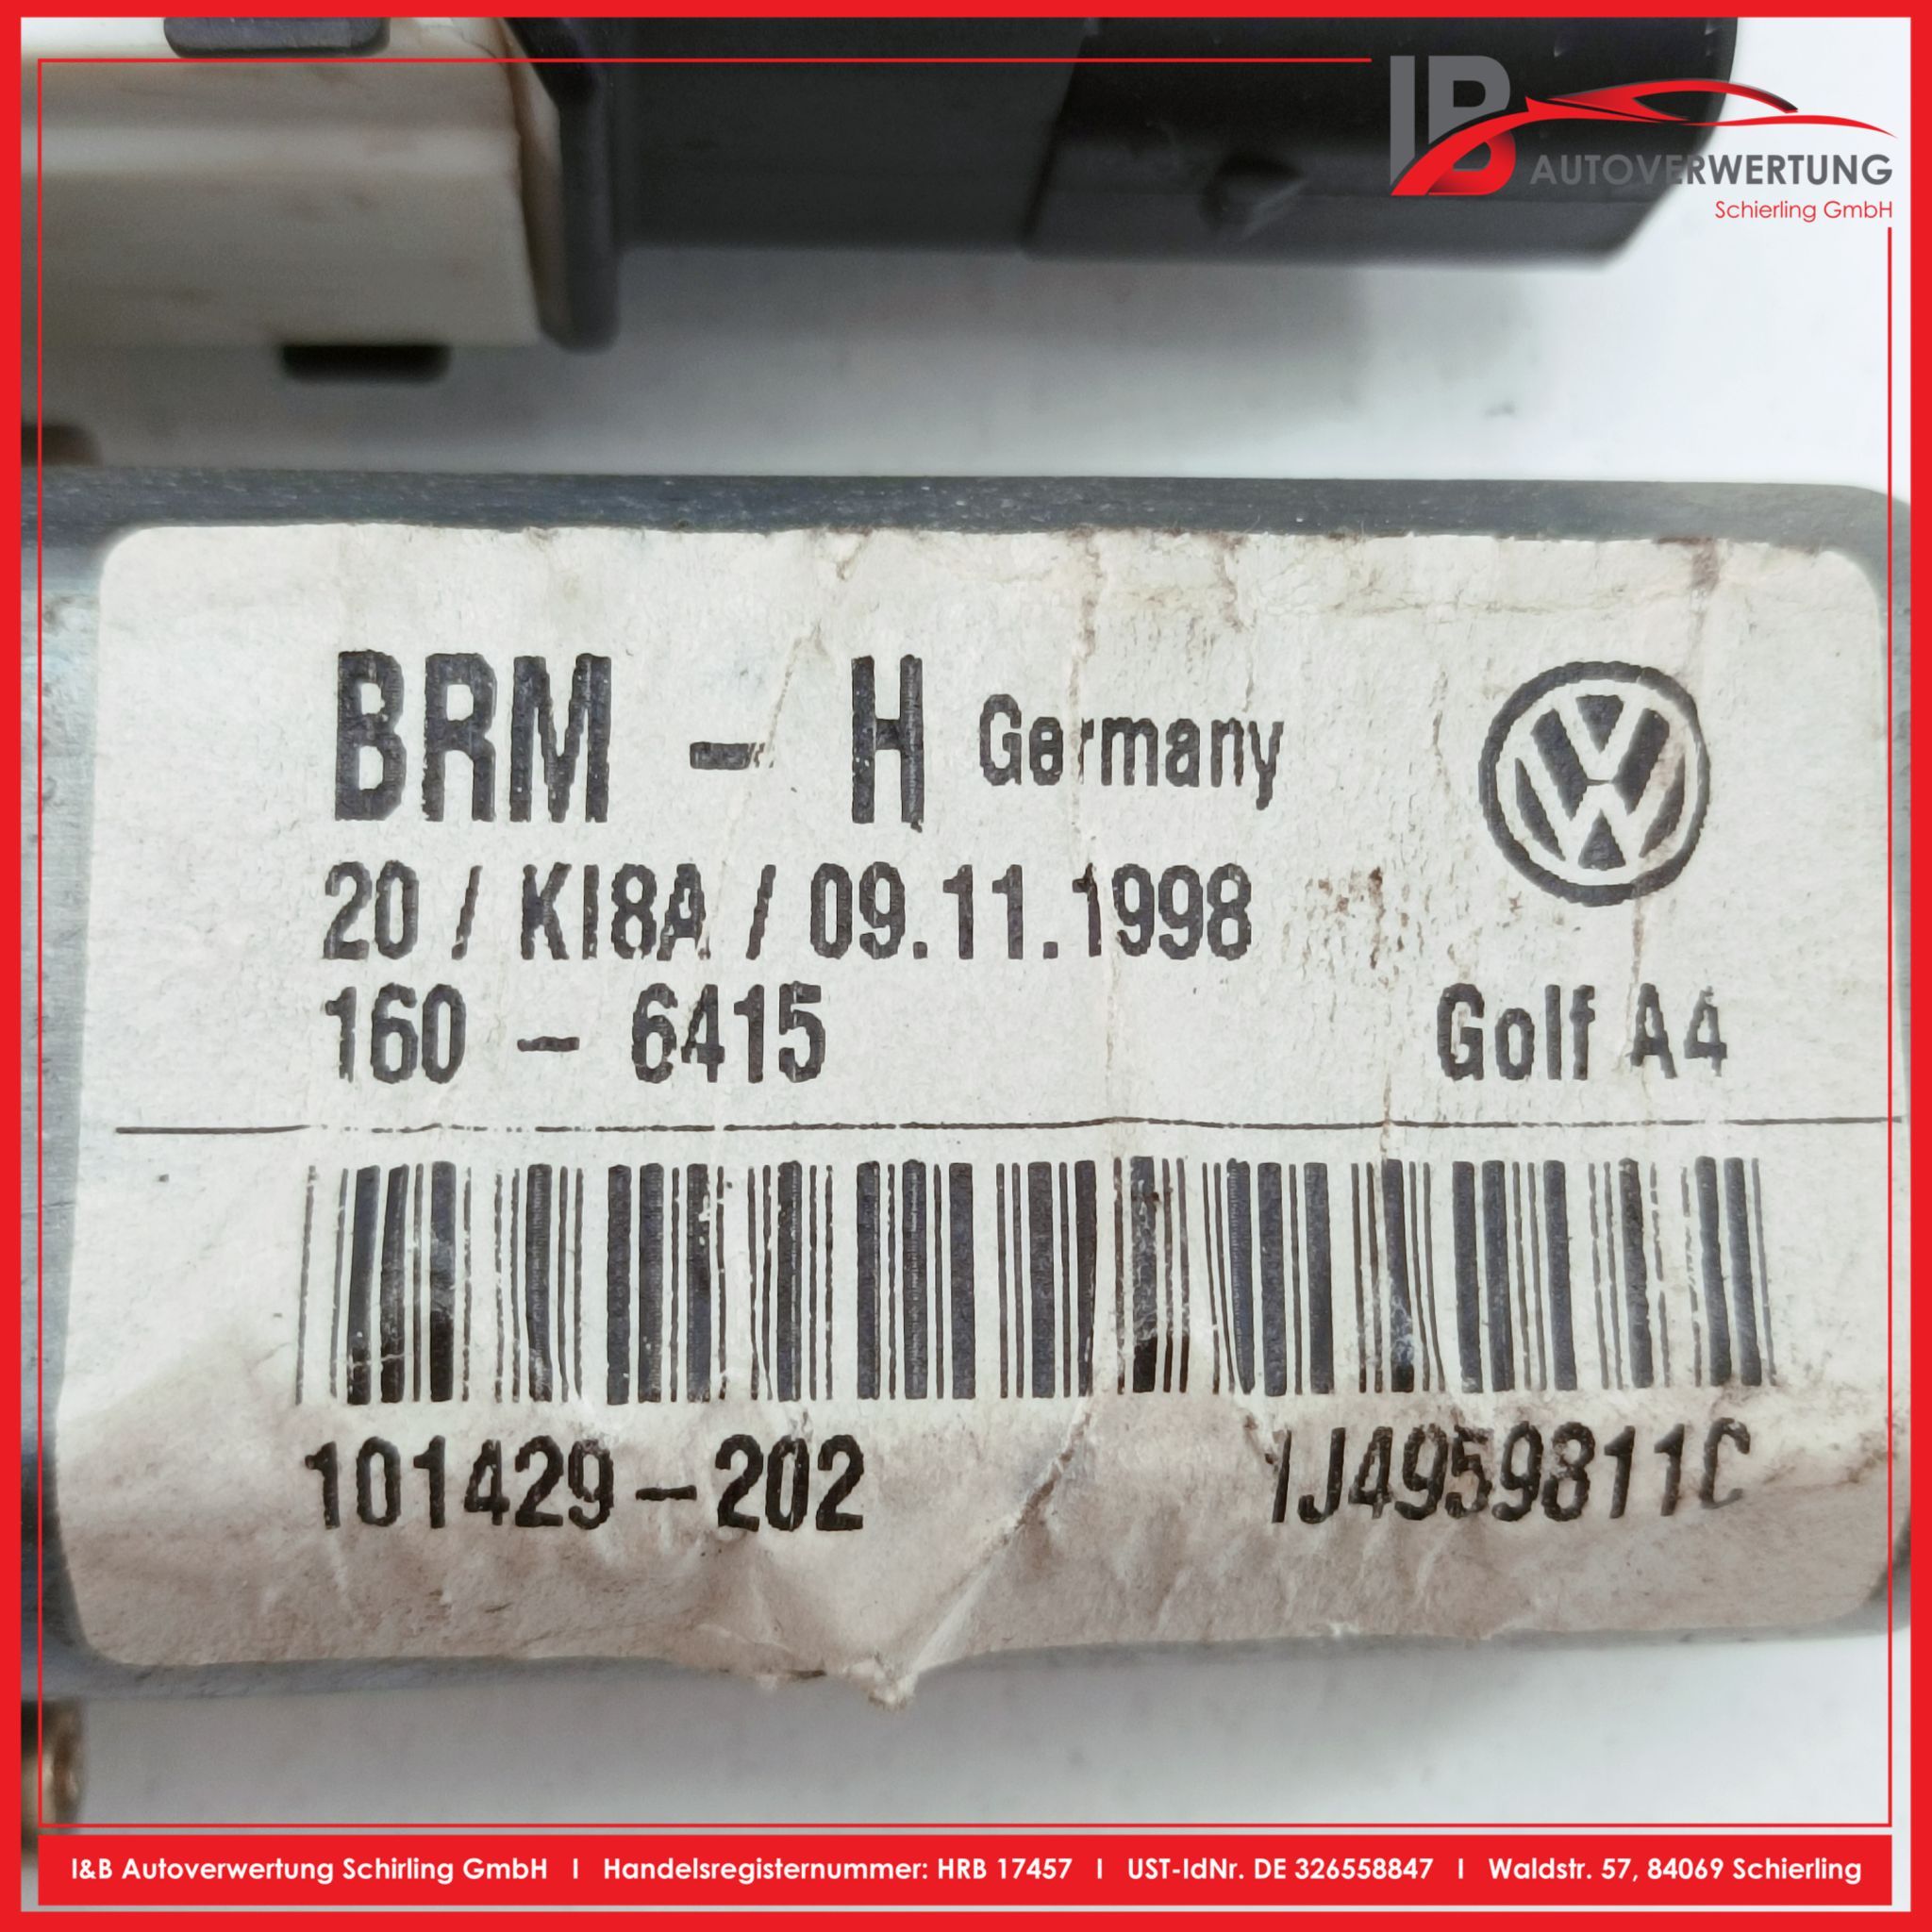 IB AUTOVERWERTUNG
Schierling GmbH
BRM - H Germany
20 / KI8A / 09.11.1998
160 - 6415
Golf A4
101429-202
1J4959811C
I&B Autoverwertung Schirling GmbH I Handelsregisternummer: HRB 17457 I UST-IdNr. DE 326558847 I Waldstr. 57, 84069 Schierling